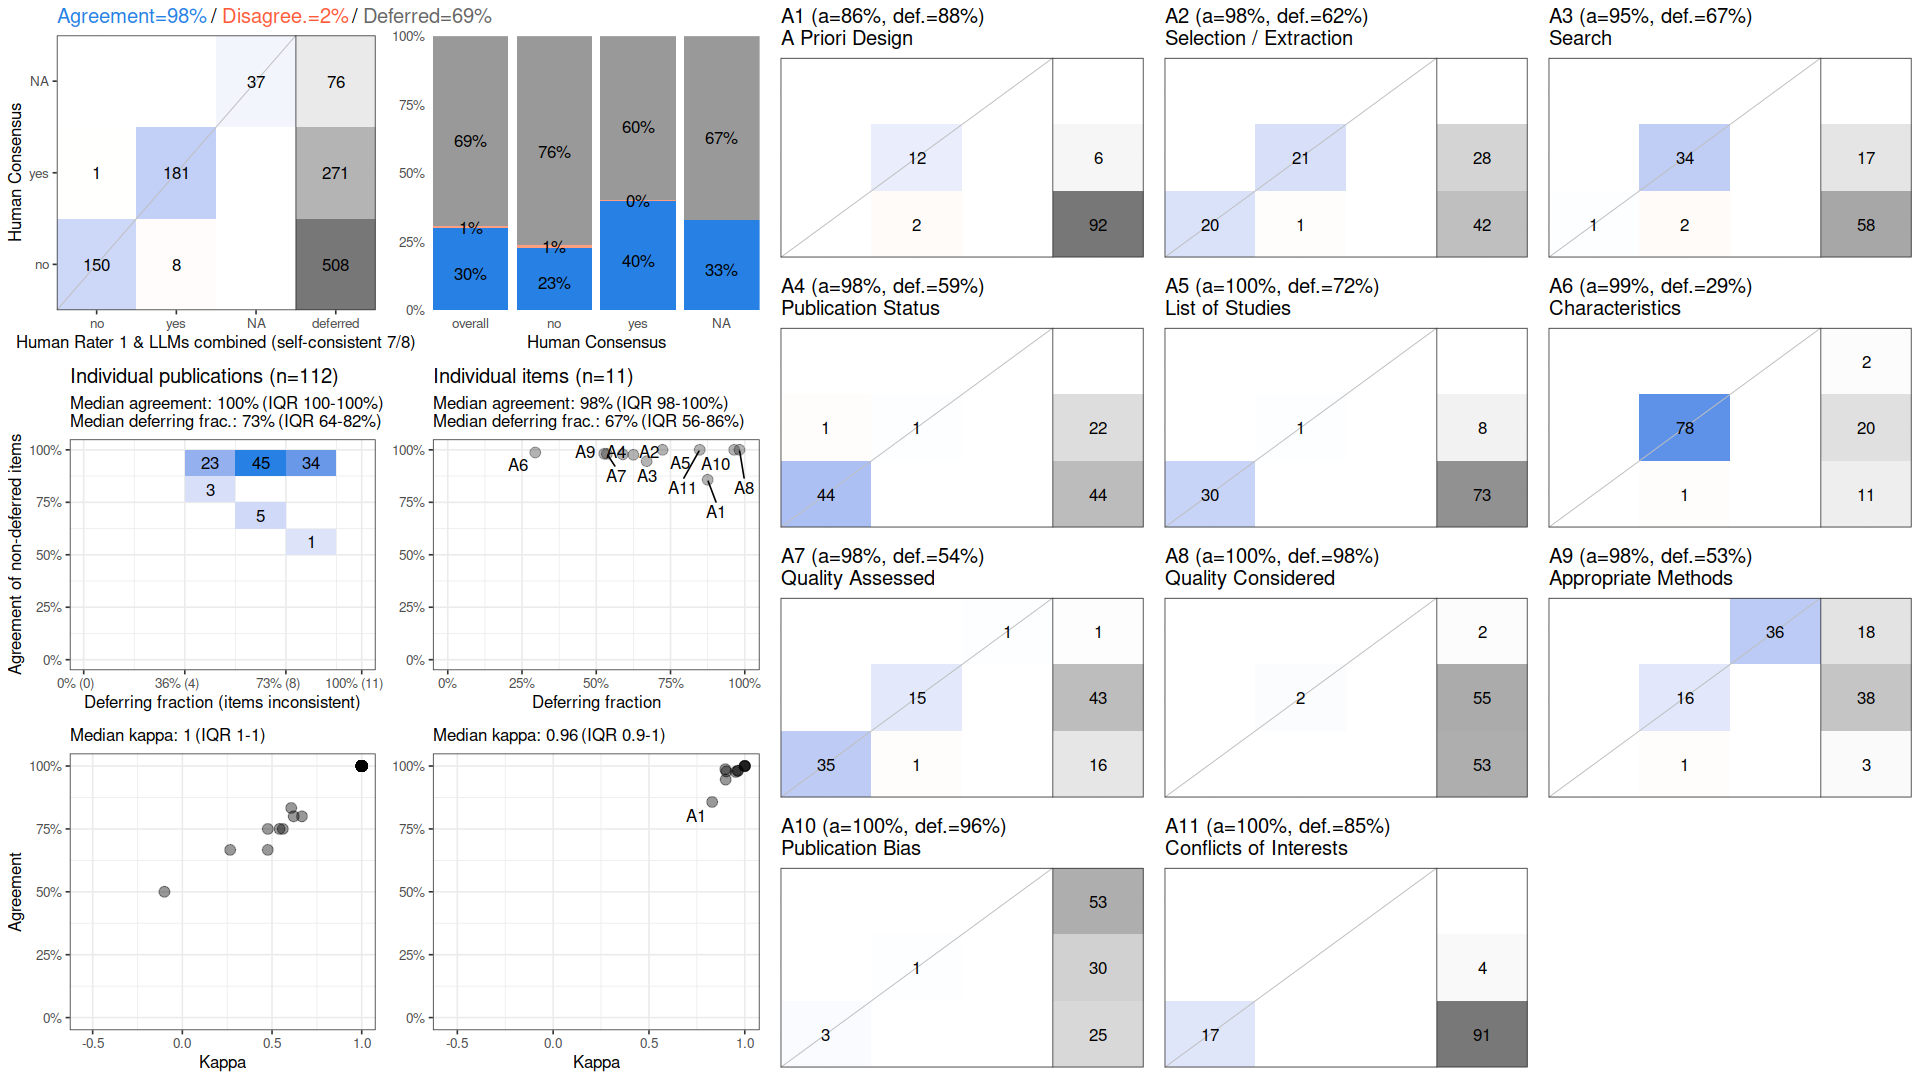 Agreement=98% / Disagree.=2% / Deferred=69%
Human Consensus
NA
yes
no
37
76
1
181
271
150
8
508
no
yes
NA
deferred
Human Rater 1 & LLMs combined (self-consistent 7/8)
100%
75%
50%
25%
0%
69%
76%
60%
67%
1%
1%
0%
30%
23%
40%
33%
overall
no
yes
NA
Human Consensus
Individual publications (n=112)
Median agreement: 100% (IQR 100-100%)
Median deferring frac.: 73% (IQR 64-82%)
Agreement of non-deferred items
100%
75%
50%
25%
0%
23
45
34
3
5
1
0% (0)
36% (4)
73% (8)
100% (11)
Deferring fraction (items inconsistent)
Individual items (n=11)
Median agreement: 98% (IQR 98-100%)
Median deferring frac.: 67% (IQR 56-86%)
100%
75%
50%
25%
0%
A6
A9
A4
A2
A7
A3
A5
A10
A11
A8
A1
0%
25%
50%
75%
100%
Deferring fraction
Median kappa: 1 (IQR 1-1)
Agreement
100%
75%
50%
25%
0%
-0.5
0.0
0.5
1.0
Kappa
Median kappa: 0.96 (IQR 0.9-1)
100%
75%
50%
25%
0%
A1
-0.5
0.0
0.5
1.0
Kappa
A1 (a=86%, def.=88%)
A Priori Design
12
6
2
92
A2 (a=98%, def.=62%)
Selection / Extraction
21
28
20
1
42
A3 (a=95%, def.=67%)
Search
34
17
1
2
58
A4 (a=98%, def.=59%)
Publication Status
1
1
22
44
44
A5 (a=100%, def.=72%)
List of Studies
1
8
30
73
A6 (a=99%, def.=29%)
Characteristics
2
78
20
1
11
A7 (a=98%, def.=54%)
Quality Assessed
1
1
15
43
35
1
16
A8 (a=100%, def.=98%)
Quality Considered
2
2
55
53
A9 (a=98%, def.=53%)
Appropriate Methods
36
18
16
38
1
3
A10 (a=100%, def.=96%)
Publication Bias
53
1
30
3
25
A11 (a=100%, def.=85%)
Conflicts of Interests
4
17
91